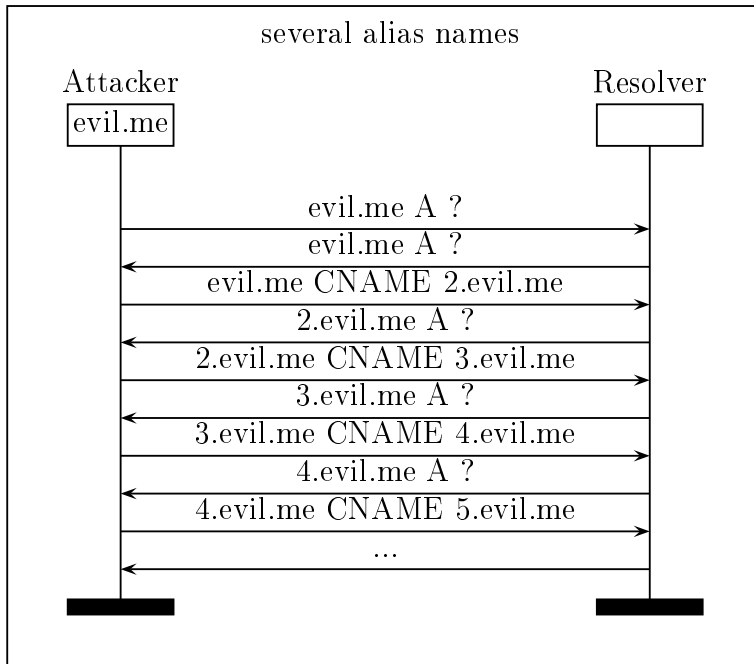 several alias names
Attacker
Resolver
evil.me
evil.me A ?
evil.me A ?
evil.me CNAME 2.evil.me
2.evil.me A ?
2.evil.me CNAME 3.evil.me
3.evil.me A ?
3.evil.me CNAME 4.evil.me
4.evil.me A ?
4.evil.me CNAME 5.evil.me
...